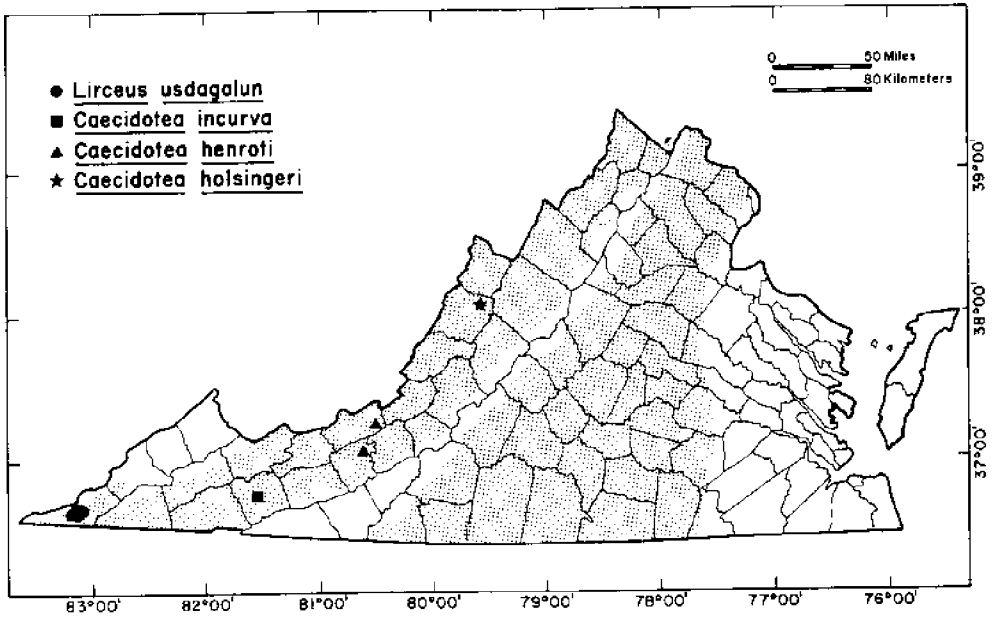 0 50 Miles
0 80 Kilometers
Lirceus usdagalun
Caecidotea incurva
Caecidotea henroti
Caecidotea holsingeri
39°00'
38°00'
37°00'
83°00' 82°00' 81°00' 80°00' 79°00' 78°00' 77°00' 76°00'